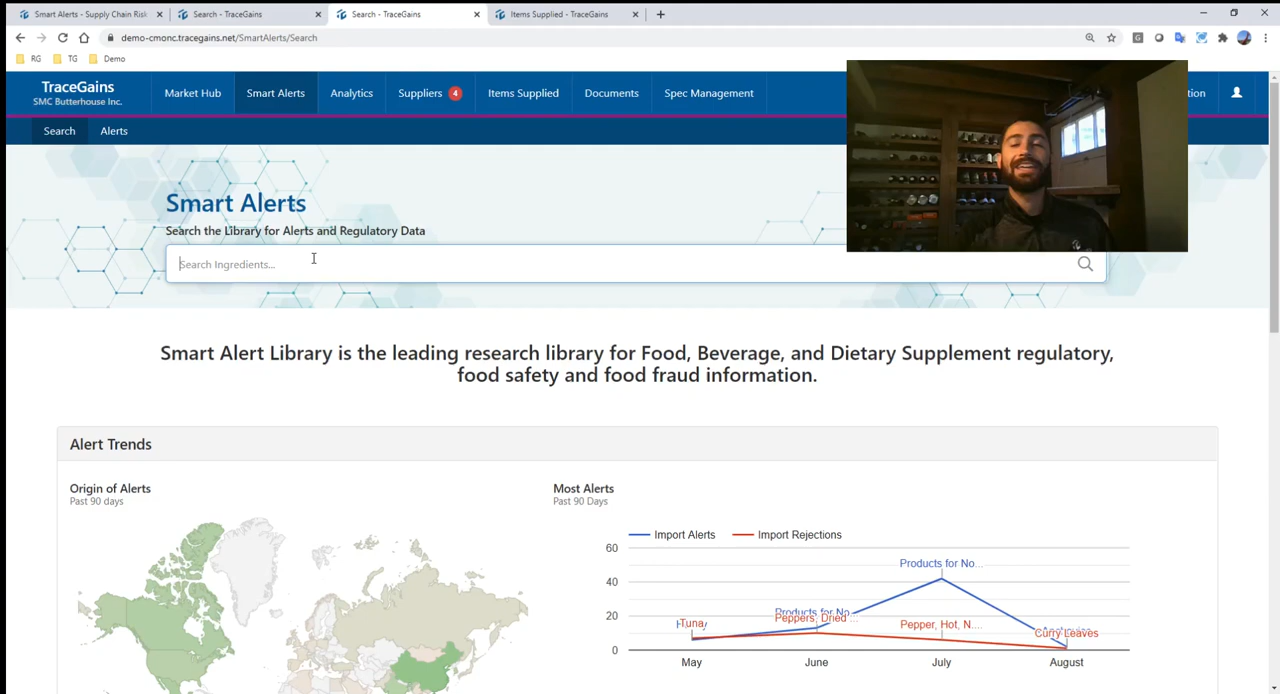 Smart Alerts - Supply Chain Risk
Search - TraceGains
Search - TraceGains
Items Supplied - TraceGains
demo-cmonc.tracegains.net/SmartAlerts/Search
RG TG Demo
TraceGains
SMC Butterhouse Inc.
Market Hub
Smart Alerts
Analytics
Suppliers 4
Items Supplied
Documents
Spec Management
tion
Search
Alerts
Smart Alerts
Search the Library for Alerts and Regulatory Data
Search Ingredients...
Smart Alert Library is the leading research library for Food, Beverage, and Dietary Supplement regulatory,
food safety and food fraud information.
Alert Trends
Origin of Alerts
Past 90 days
Most Alerts
Past 90 Days
Import Alerts
Import Rejections
60
40
20
0
Tuna
Products for No...
Peppers, Dried ...
Products for No...
Pepper, Hot, N...
Curry Leaves
May
June
July
August